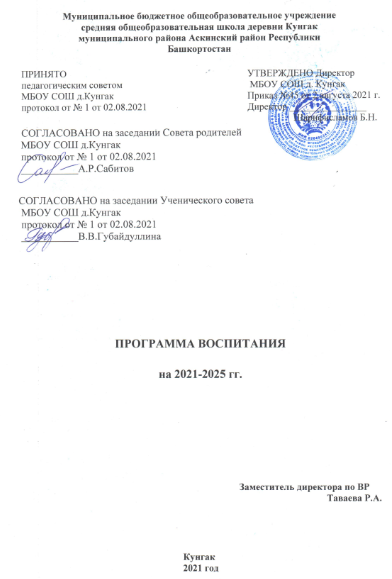 Муниципальное бюджетное общеобразовательное учреждение
средняя общеобразовательная школа деревни Кунгак
муниципального района Аскинский район Республики
Башкортостан
ПРИНЯТО
педагогическим советом
МБОУ СОШ д.Кунгак
протокол от № 1 от 02.08.2021
УТВЕРЖДЕНО Директор
МБОУ СОШ д. Кунгак
Приказ августа 2021 г.
Директор
Б.Н.
СОГЛАСОВАНО на заседании Совета родителей
МБОУ СОШ д.Кунгак
протокол от № 1 от 02.08.2021
А.Р.Сабитов
СОГЛАСОВАНО на заседании Ученического совета
МБОУ СОШ д.Кунгак
протокол от № 1 от 02.08.2021
В.В.Губайдуллина
ПРОГРАММА ВОСПИТАНИЯ
на 2021-2025 гг.
Заместитель директора по ВР
Таваева Р.А.
Кунгак
2021 год